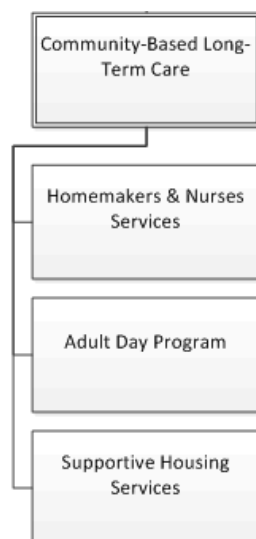 Community-Based Long-
Term Care
Homemakers & Nurses
Services
Adult Day Program
Supportive Housing
Services